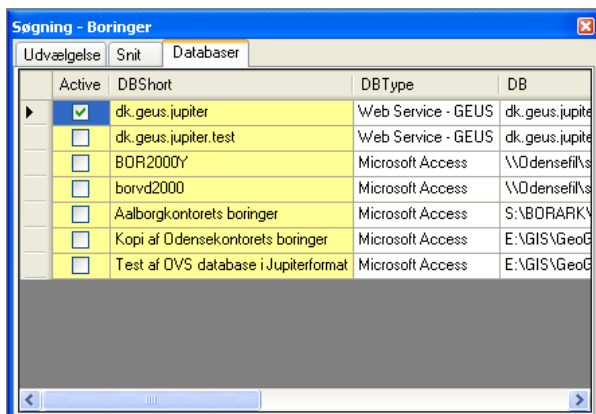 Søgning - Boringer
Udvælgelse Snit Databaser
Active DBShort DBType DB
dk.geus.jupiter Web Service - GEUS dk.geus.jupite
dk.geus.jupiter.test Web Service - GEUS dk.geus.jupite
BOR2000Y Microsoft Access \\Odensefil\s
borvd2000 Microsoft Access \\Odensefil\s
Aalborgkontorets boringer Microsoft Access S:\BORARK\
Kopi af Odensekontorets boringer Microsoft Access E:\GIS\GeoG
Test af OVS database i Jupiterformat Microsoft Access E:\GIS\GeoG